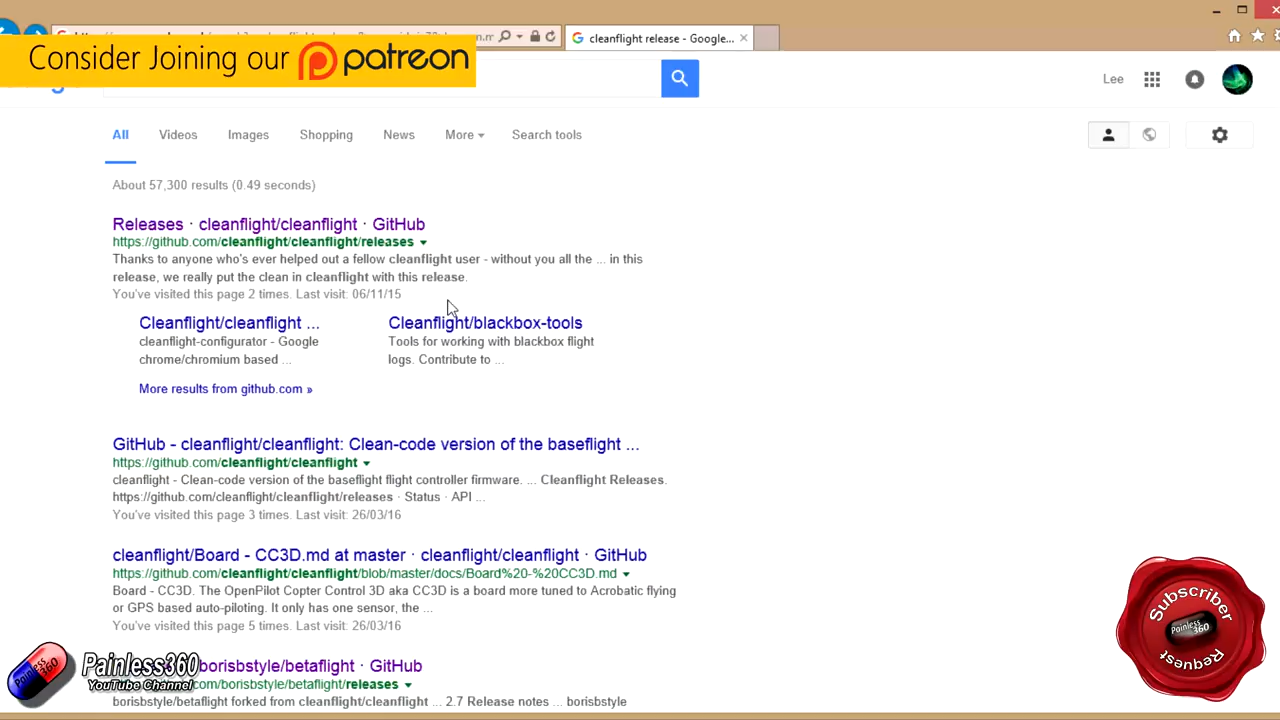 cleanflight release - Google...
Consider Joining our patreon
Lee
All Videos Images Shopping News More Search tools
About 57,300 results (0.49 seconds)
Releases · cleanflight/cleanflight · GitHub
https://github.com/cleanflight/cleanflight/releases
Thanks to anyone who's ever helped out a fellow cleanflight user - without you all the ... in this
release, we really put the clean in cleanflight with this release.
You've visited this page 2 times. Last visit: 06/11/15
Cleanflight/cleanflight ...
cleanflight-configurator - Google
chrome/chromium based ...
Cleanflight/blackbox-tools
Tools for working with blackbox flight
logs. Contribute to ...
More results from github.com »
GitHub - cleanflight/cleanflight: Clean-code version of the baseflight ...
https://github.com/cleanflight/cleanflight
cleanflight - Clean-code version of the baseflight flight controller firmware. ... Cleanflight Releases.
https://github.com/cleanflight/cleanflight/releases · Status · API ...
You've visited this page 3 times. Last visit: 26/03/16
cleanflight/Board - CC3D.md at master · cleanflight/cleanflight · GitHub
https://github.com/cleanflight/cleanflight/blob/master/docs/Board%20-%20CC3D.md
Board - CC3D. The OpenPilot Copter Control 3D aka CC3D is a board more tuned to Acrobatic flying
or GPS based auto-piloting. It only has one sensor, the ...
You've visited this page 5 times. Last visit: 26/03/16
borisbstyle/betaflight · GitHub
com/borisbstyle/betaflight/releases
borisbstyle/betaflight forked from cleanflight/cleanflight ... 2.7 Release notes ... borisbstyle
Painless360
Painless360
YouTube Channel
Subscriber
Painless360
Request